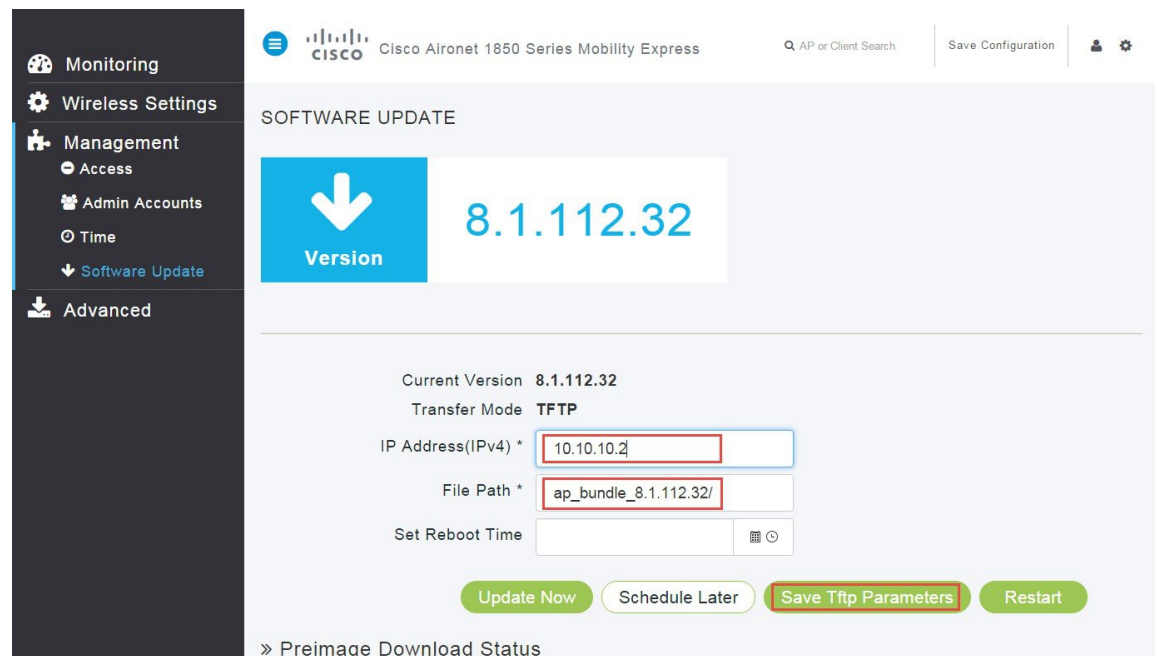 Monitoring
Wireless Settings
Management
Access
Admin Accounts
Time
Software Update
Advanced
CISCO Cisco Aironet 1850 Series Mobility Express
AP or Client Search
Save Configuration
SOFTWARE UPDATE
Version
8.1.112.32
Current Version 8.1.112.32
Transfer Mode TFTP
IP Address(IPv4) * 10.10.10.2
File Path * ap_bundle_8.1.112.32/
Set Reboot Time
Update Now Schedule Later Save Tftp Parameters Restart
» Preimage Download Status